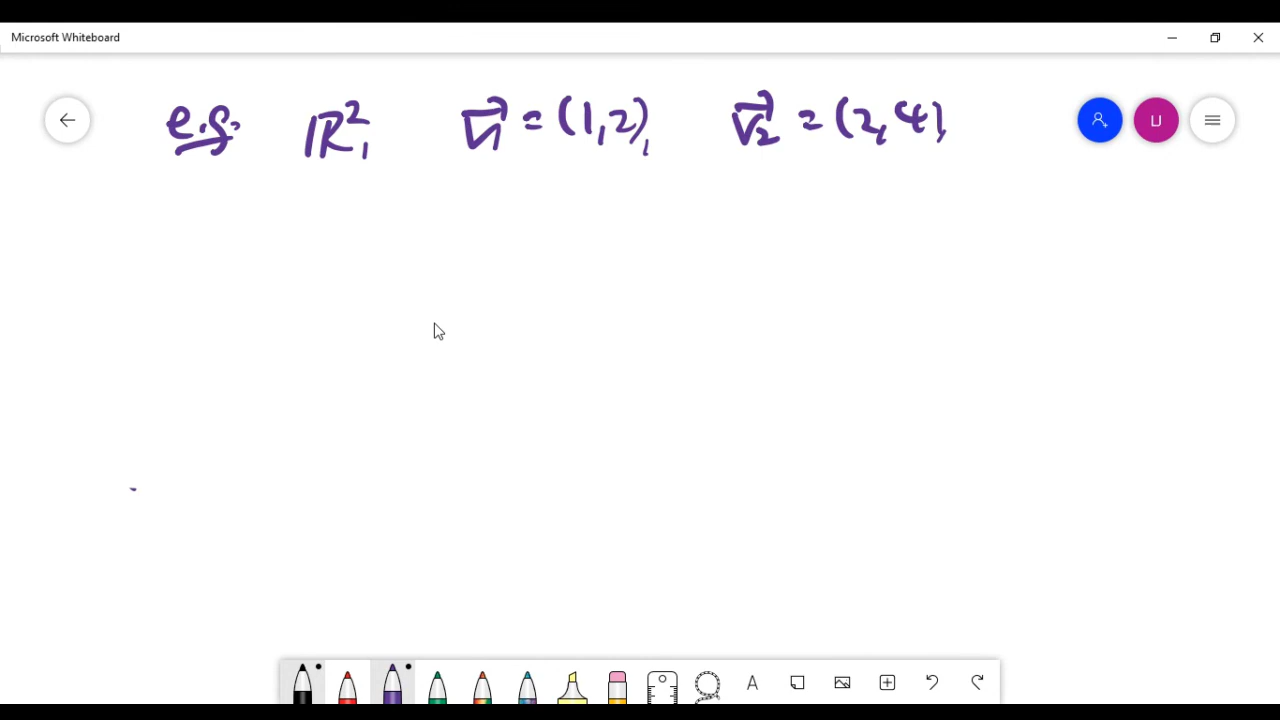 Microsoft Whiteboard
e.g. ℝ², v⃗₁ = (1,2), v⃗₂ = (2,4),
U
A